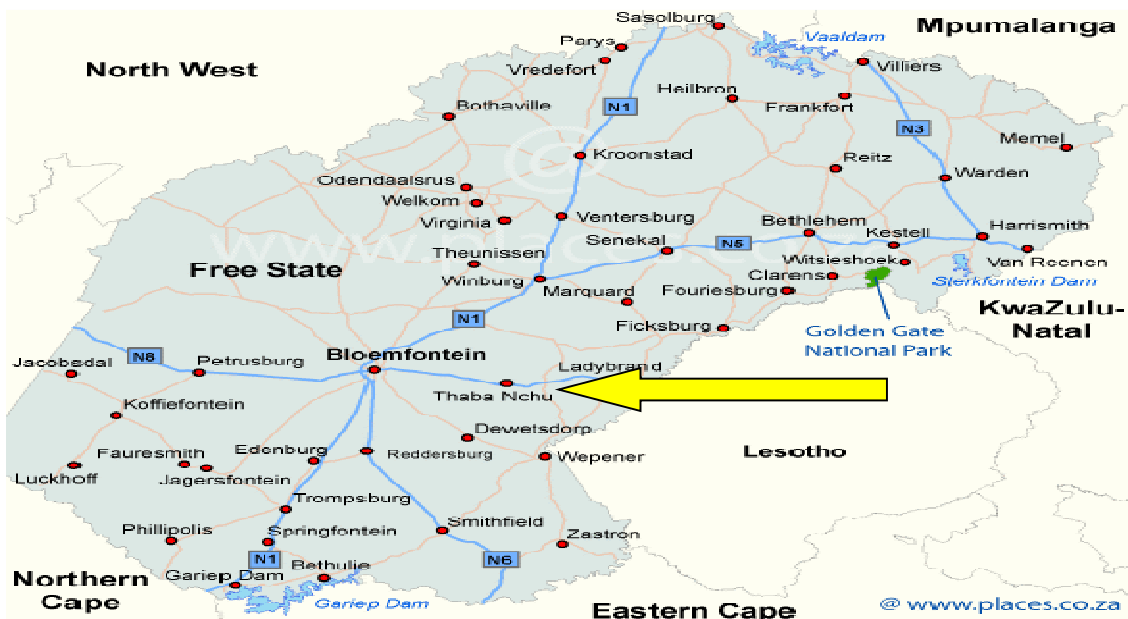 Sasolburg
Mpumalanga
Parys
Vaaldam
North West
Vredefort
Villiers
Heilbron
Frankfort
Bothaville
N1
N3
Memel
@
Kroonstad
Reitz
Warden
Odendaalsrus
Welkom
Virginia
Ventersburg
Bethlehem
Harrismith
Kestell
Senekal
N5
www.places.co.za
Theunissen
Witsieshoek
Van Reenen
Free State
Winburg
Marquard
Clarens
Fouriesburg
Sterkfontein Dam
KwaZulu-
Natal
N1
Ficksburg
Golden Gate
National Park
N8
Bloemfontein
Jacobsdal
Petrusburg
Ladybrand
Thaba Nchu
Koffiefontein
Dewetsdorp
Edenburg
Fauresmith
Reddersburg
Wepener
Lesotho
Luckhoff
Jagersfontein
Trompsburg
Phillipolis
Springfontein
Smithfield
Zastron
N1
N6
Bethulie
Gariep Dam
Northern
Cape
Gariep Dam
Eastern Cape
@ www.places.co.za